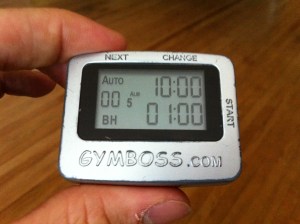 NEXT CHANGE
AUTO 10:00
00 5
BH 01:00
START
GYMBOSS.COM